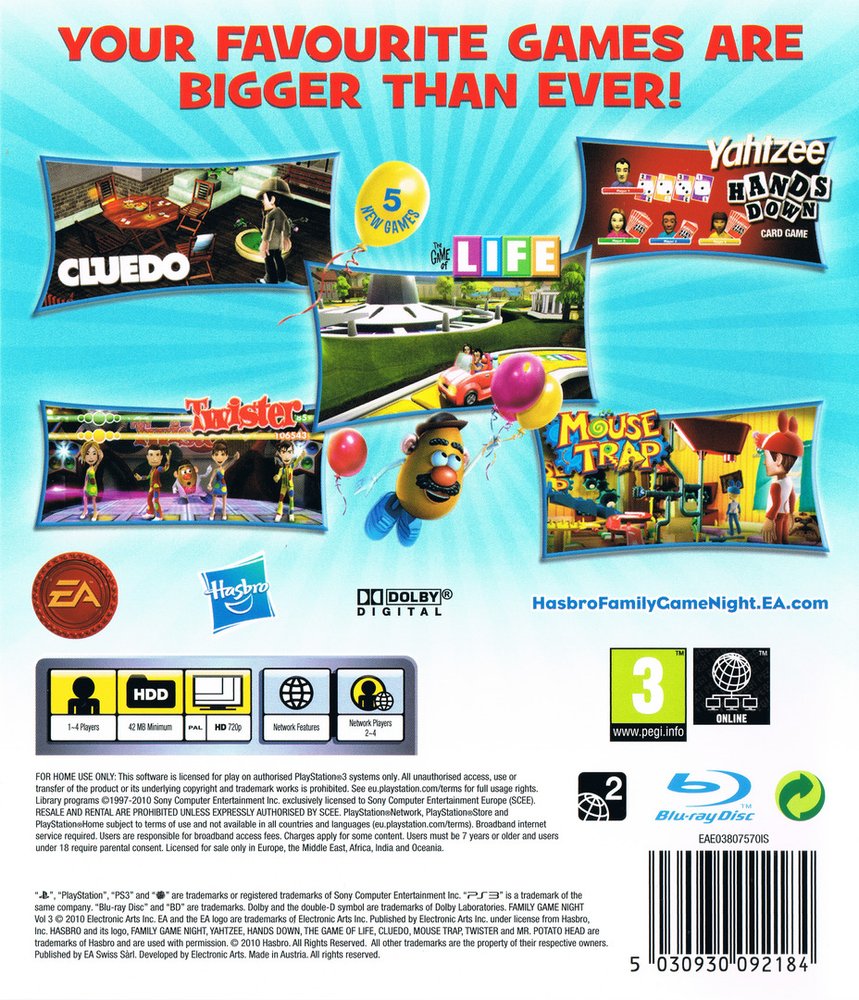 YOUR FAVOURITE GAMES ARE
BIGGER THAN EVER!
CLUEDO
5
NEW GAMES
Yahtzee
HANDS
DOWN
CARD GAME
The
GAME
of
LIFE
Twister
106543
MOUSE
TRAP
EA
Hasbro
DOLBY®
DIGITAL
HasbroFamilyGameNight.EA.com
1-4 Players
HDD
42 MB Minimum
PAL
HD 720p
Network Features
Network Players
2-4
3
TM
www.pegi.info
TM
ONLINE
FOR HOME USE ONLY: This software is licensed for play on authorised PlayStation®3 systems only. All unauthorised access, use or
transfer of the product or its underlying copyright and trademark works is prohibited. See eu.playstation.com/terms for full usage rights.
Library programs ©1997-2010 Sony Computer Entertainment Inc. exclusively licensed to Sony Computer Entertainment Europe (SCEE).
RESALE AND RENTAL ARE PROHIBITED UNLESS EXPRESSLY AUTHORISED BY SCEE. PlayStation®Network, PlayStation®Store and
PlayStation®Home subject to terms of use and not available in all countries and languages (eu.playstation.com/terms). Broadband internet
service required. Users are responsible for broadband access fees. Charges apply for some content. Users must be 7 years or older and users
under 18 require parental consent. Licensed for sale only in Europe, the Middle East, Africa, India and Oceania.
2
Blu-ray Disc
TM
EAE03807570IS
"PS", "PlayStation", "PS3" and " " are trademarks or registered trademarks of Sony Computer Entertainment Inc. "PS3" is a trademark of the
same company. "Blu-ray Disc" and "BD" are trademarks. Dolby and the double-D symbol are trademarks of Dolby Laboratories. FAMILY GAME NIGHT
Vol 3 © 2010 Electronic Arts Inc. EA and the EA logo are trademarks of Electronic Arts Inc. Published by Electronic Arts Inc. under license from Hasbro,
Inc. HASBRO and its logo, FAMILY GAME NIGHT, YAHTZEE, HANDS DOWN, THE GAME OF LIFE, CLUEDO, MOUSE TRAP, TWISTER and MR. POTATO HEAD are
trademarks of Hasbro and are used with permission. © 2010 Hasbro. All Rights Reserved. All other trademarks are the property of their respective owners.
Published by EA Swiss Sàrl. Developed by Electronic Arts. Made in Austria. All rights reserved.
5 030930 092184